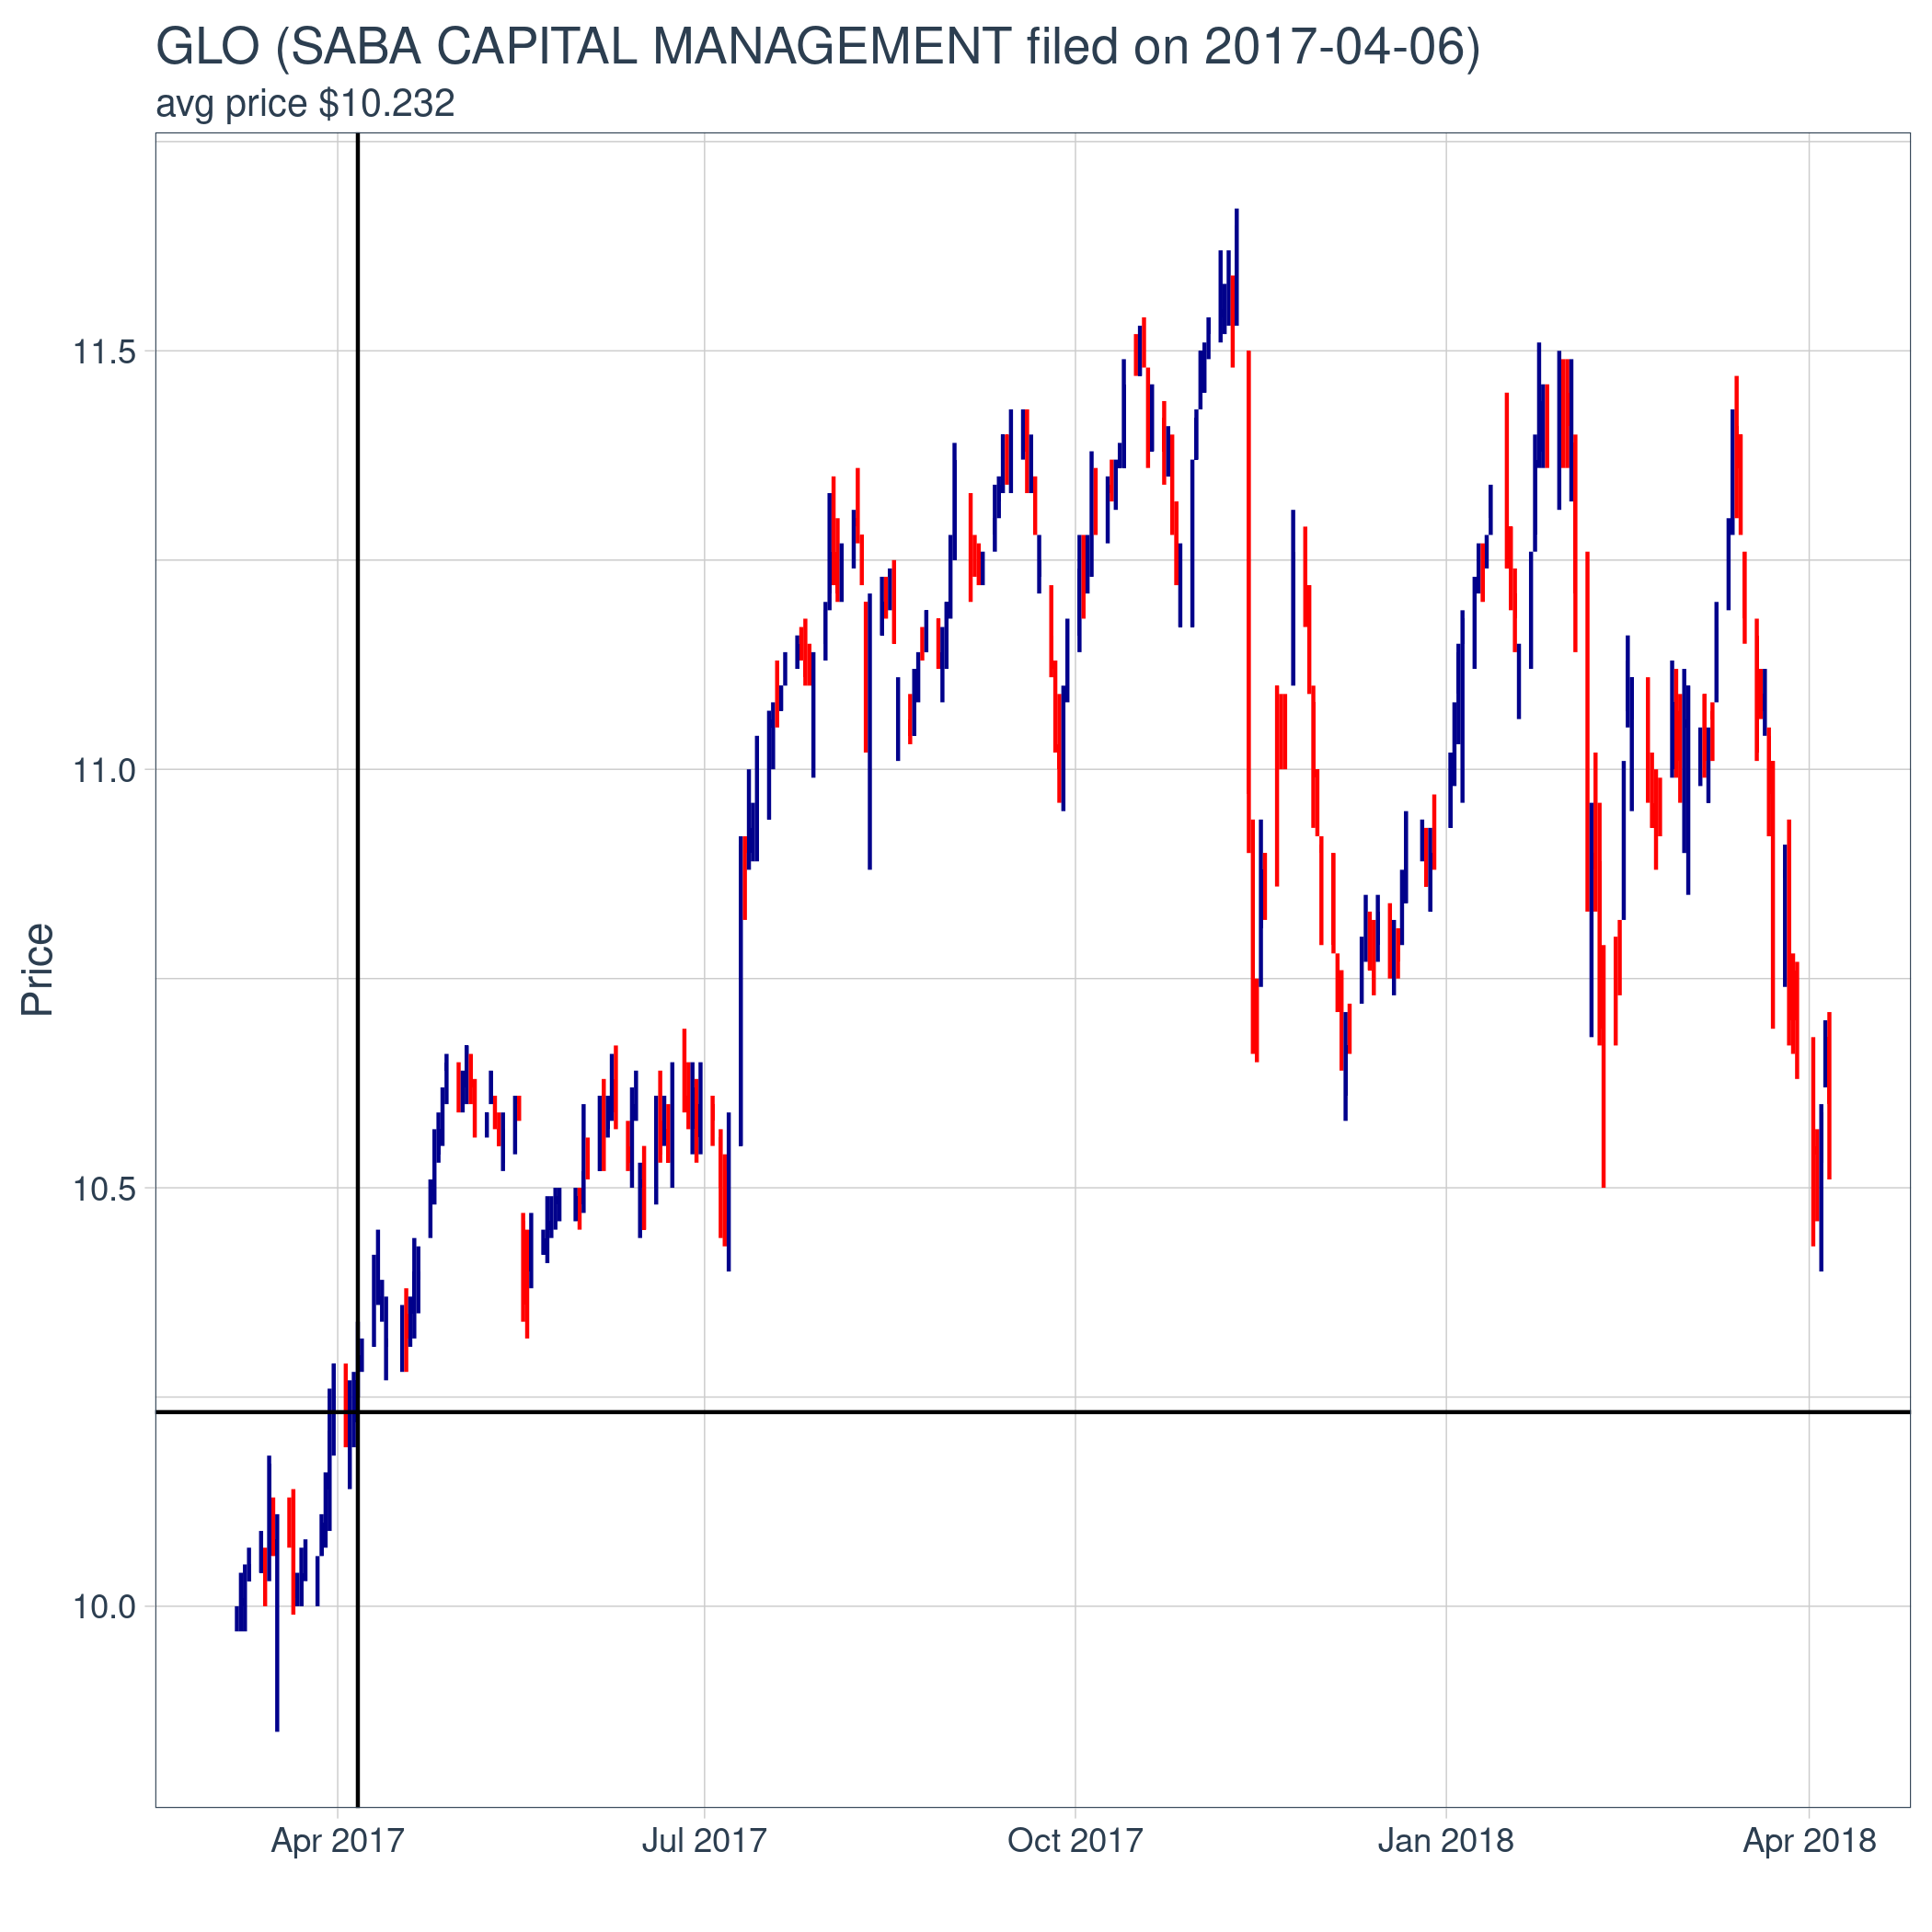 GLO (SABA CAPITAL MANAGEMENT filed on 2017-04-06)
avg price $10.232
11.5
11.0
10.5
10.0
Price
Apr 2017 Jul 2017 Oct 2017 Jan 2018 Apr 2018